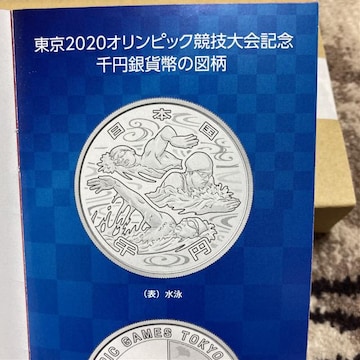 東京2020オリンピック競技大会記念
千円銀貨幣の図柄
日本国
千円
(表)水泳
GAMES TOKYO